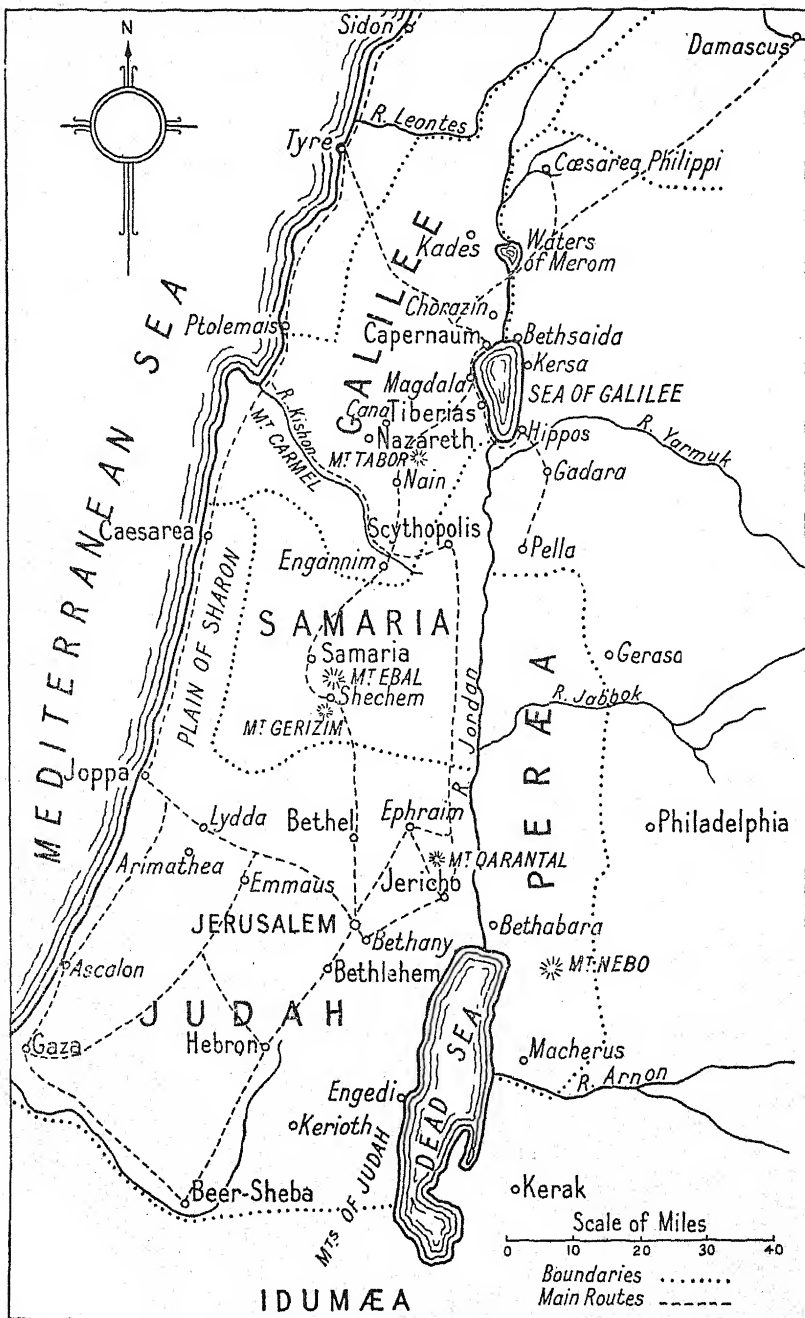 N
Sidon
Damascus
R. Leontes
Tyre
Cæsarea Philippi
Kades
Waters
of Merom
GALILEE
Chorazin
Ptolemais
Capernaum
Bethsaida
Kersa
Magdala
SEA OF GALILEE
Cana
Tiberias
R. Kishon
Nazareth
Hippos
R. Yarmuk
MT. CARMEL
MT. TABOR
Gadara
Nain
MEDITERRANEAN SEA
Caesarea
Scythopolis
Pella
Engannim
PLAIN OF SHARON
SAMARIA
Samaria
Gerasa
MT. EBAL
Shechem
R. Jabbok
MT. GERIZIM
R. Jordan
PERÆA
Joppa
Lydda
Bethel
Ephraim
Philadelphia
Arimathea
MT. QARANTAL
Emmaus
Jericho
JERUSALEM
Bethabara
Bethany
Ascalon
Bethlahem
MT. NEBO
JUDAH
Gaza
Hebron
DEAD SEA
Macherus
R. Arnon
Engedi
Kerioth
MTS OF JUDAH
Beer-Sheba
Kerak
Scale of Miles
0 10 20 30 40
Boundaries
Main Routes
IDUMÆA